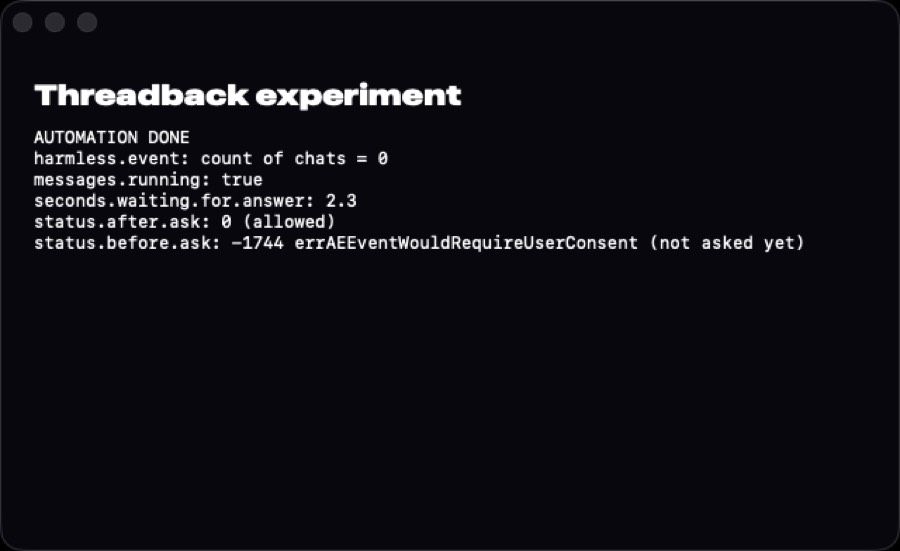 Threadback experiment
AUTOMATION DONE
harmless.event: count of chats = 0
messages.running: true
seconds.waiting.for.answer: 2.3
status.after.ask: 0 (allowed)
status.before.ask: -1744 errAEEventWouldRequireUserConsent (not asked yet)